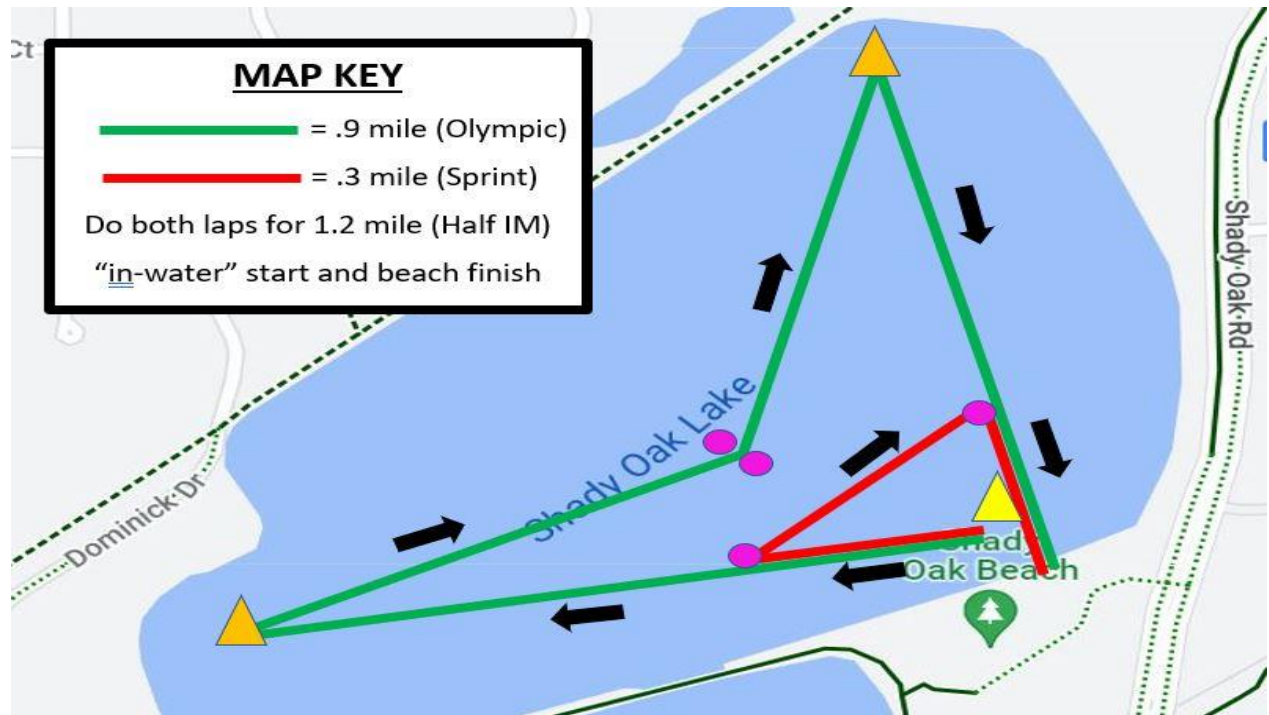 Ct
MAP KEY
= .9 mile (Olympic)
= .3 mile (Sprint)
Do both laps for 1.2 mile (Half IM)
“in-water” start and beach finish
Shady Oak Rd
Shady Oak Lake
Dominick Dr
Shady
Oak Beach